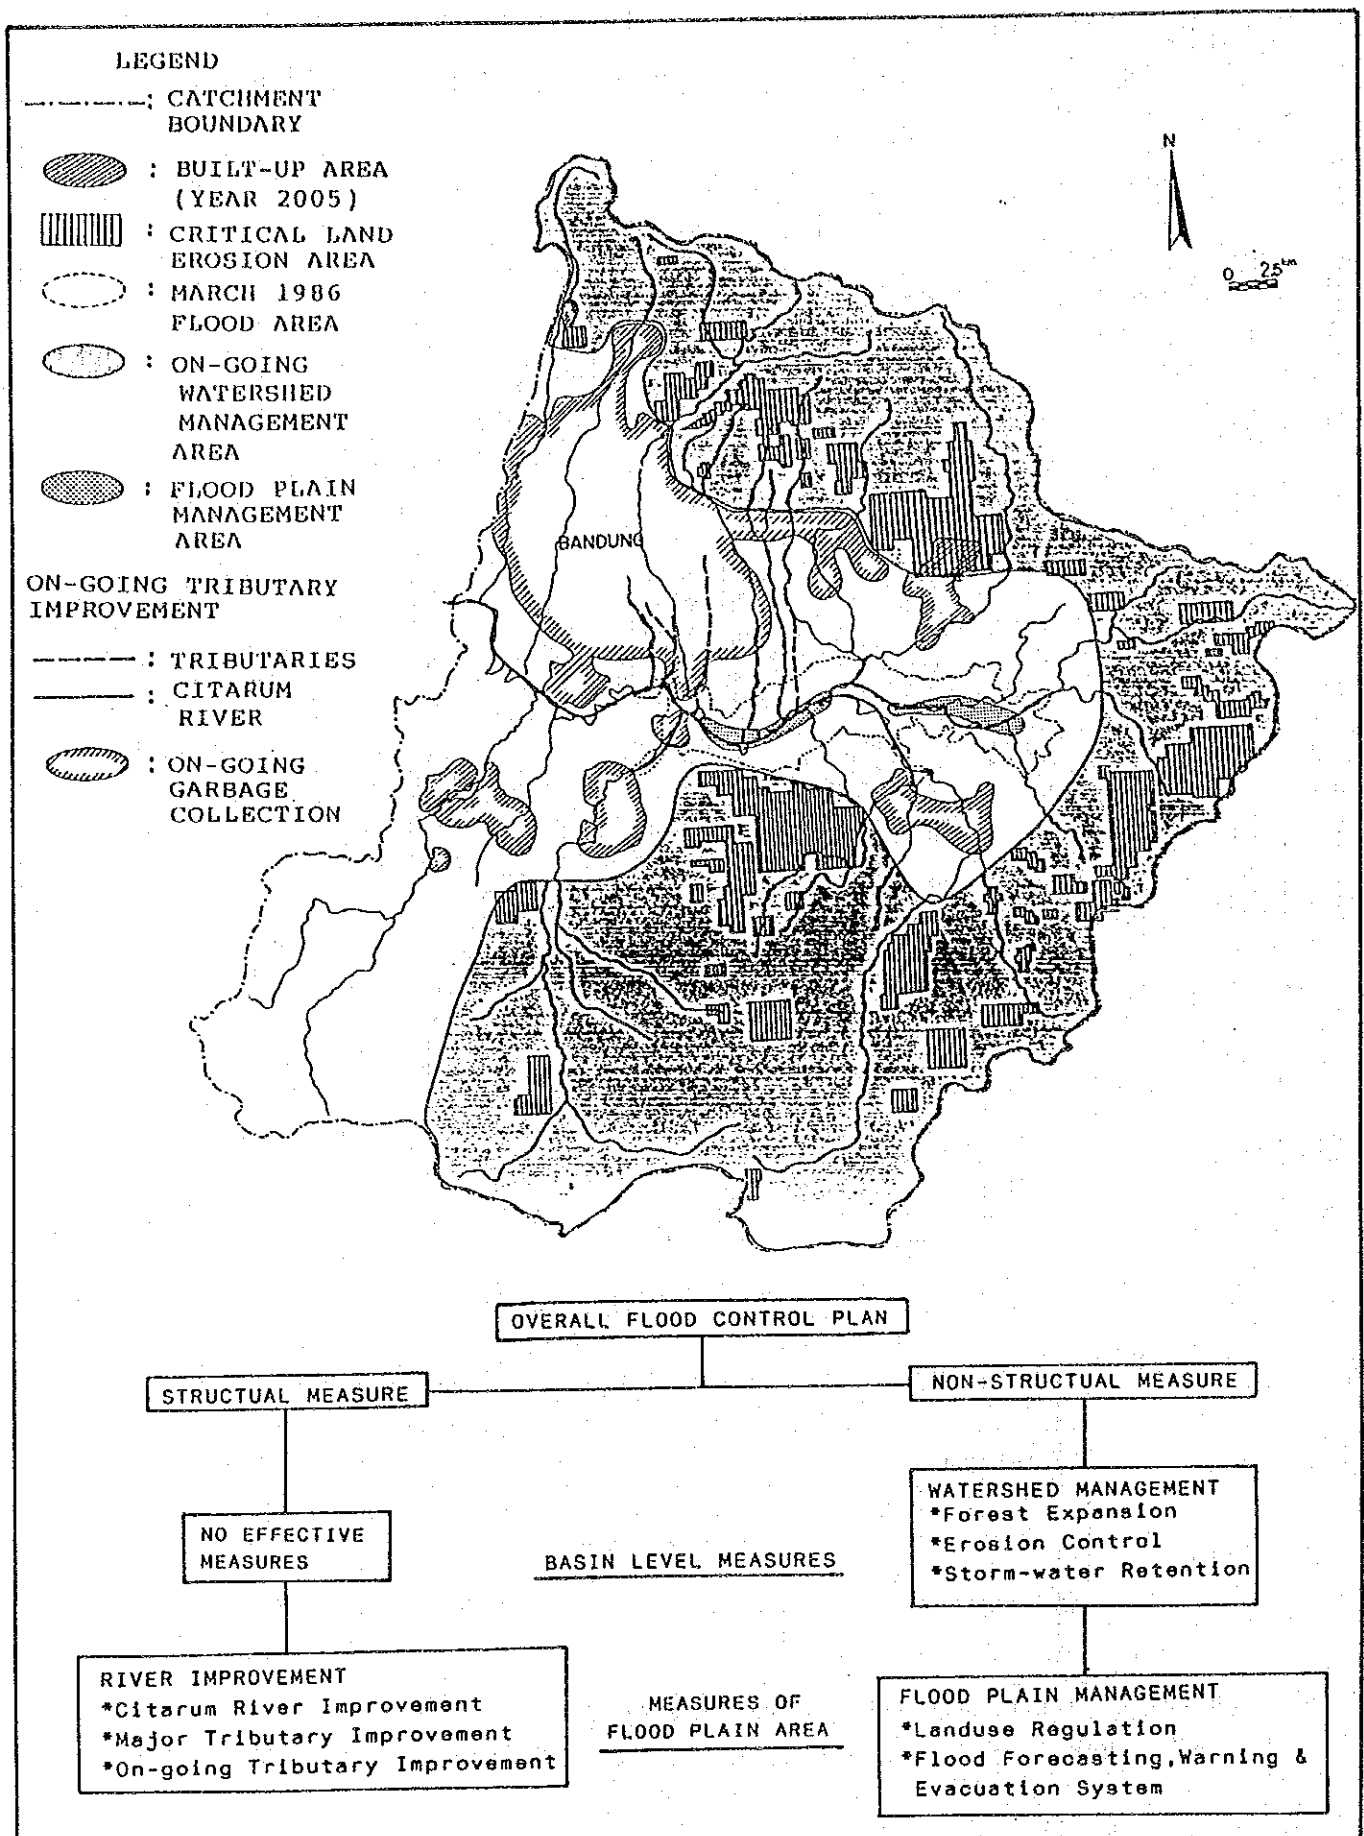 LEGEND
: CATCHMENT
BOUNDARY
: BUILT-UP AREA
(YEAR 2005)
: CRITICAL LAND
EROSION AREA
: MARCH 1986
FLOOD AREA
: ON-GOING
WATERSHED
MANAGEMENT
AREA
: FLOOD PLAIN
MANAGEMENT
AREA
ON-GOING TRIBUTARY
IMPROVEMENT
: TRIBUTARIES
: CITARUM
RIVER
: ON-GOING
GARBAGE
COLLECTION
N
0 25km
BANDUNG
OVERALL FLOOD CONTROL PLAN
STRUCTUAL MEASURE
NON-STRUCTUAL MEASURE
NO EFFECTIVE
MEASURES
BASIN LEVEL MEASURES
WATERSHED MANAGEMENT
*Forest Expansion
*Erosion Control
*Storm-water Retention
RIVER IMPROVEMENT
*Citarum River Improvement
*Major Tributary Improvement
*On-going Tributary Improvement
MEASURES OF
FLOOD PLAIN AREA
FLOOD PLAIN MANAGEMENT
*Landuse Regulation
*Flood Forecasting,Warning &
Evacuation System